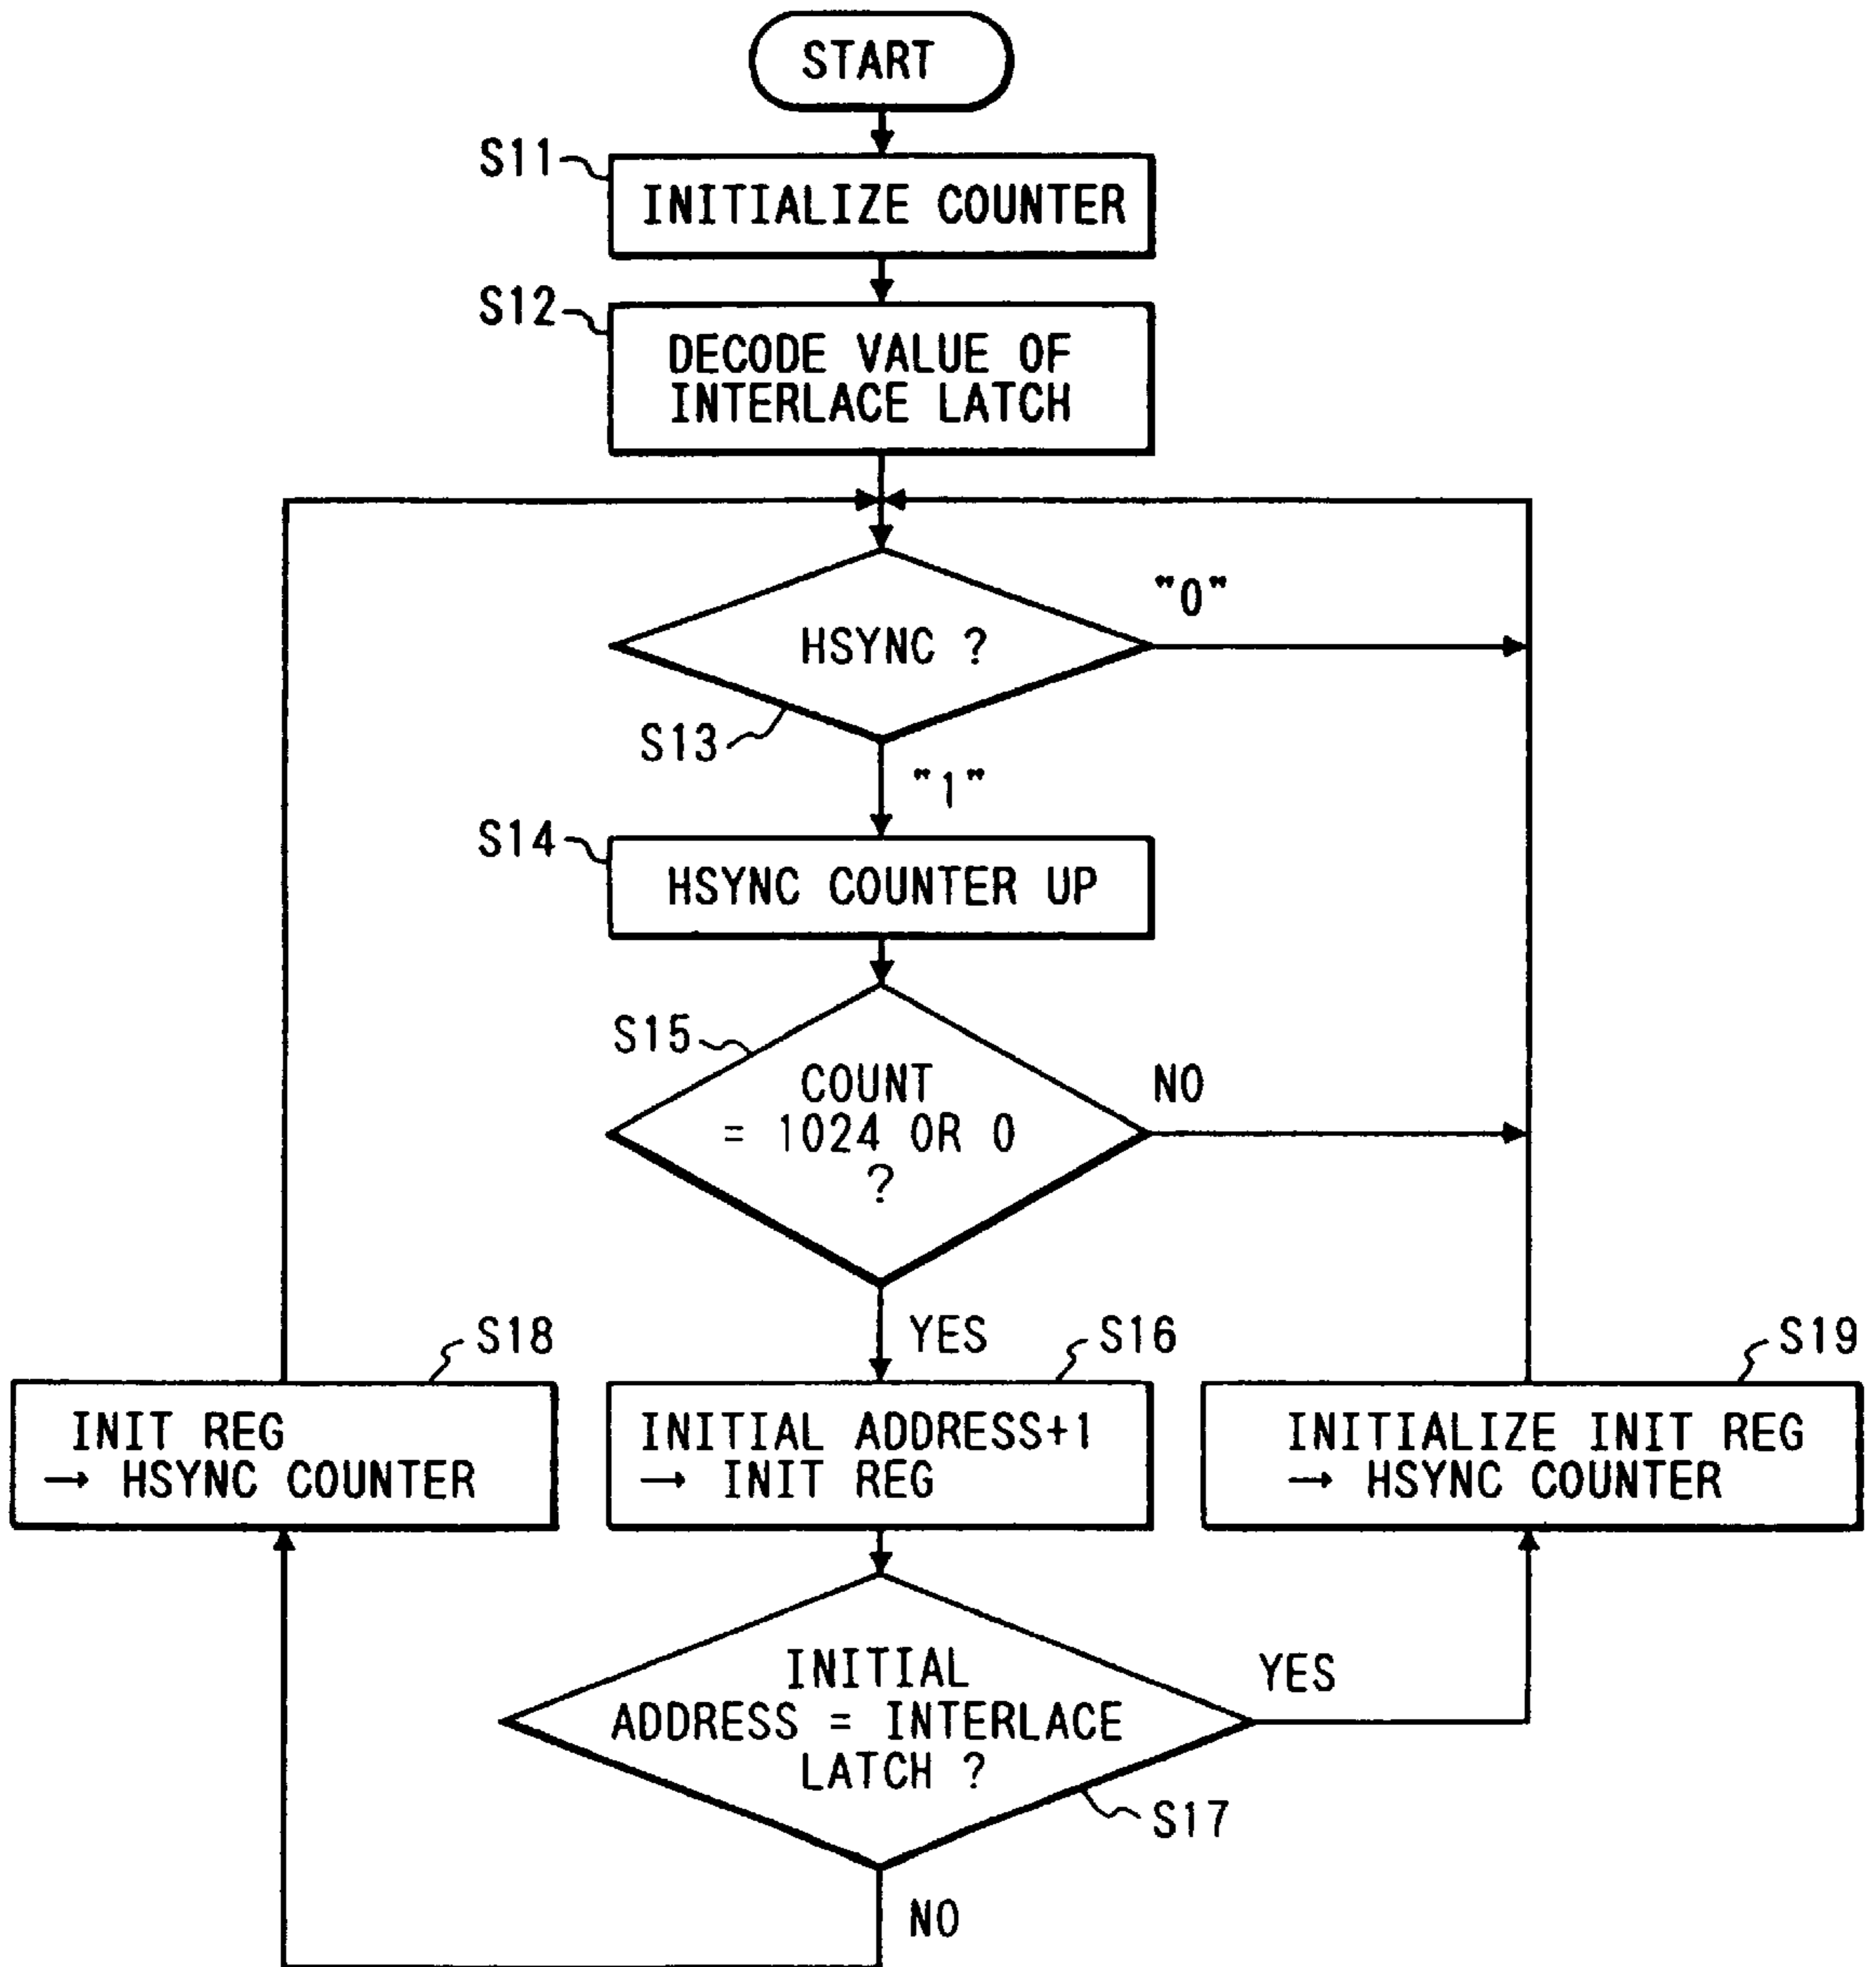 START
S11
INITIALIZE COUNTER
S12
DECODE VALUE OF
INTERLACE LATCH
"0"
HSYNC ?
S13
"1"
S14
HSYNC COUNTER UP
S15
COUNT
= 1024 OR 0
?
NO
YES
S18
INIT REG
→ HSYNC COUNTER
S16
INITIAL ADDRESS+1
→ INIT REG
S19
INITIALIZE INIT REG
→ HSYNC COUNTER
INITIAL
ADDRESS = INTERLACE
LATCH ?
YES
S17
NO